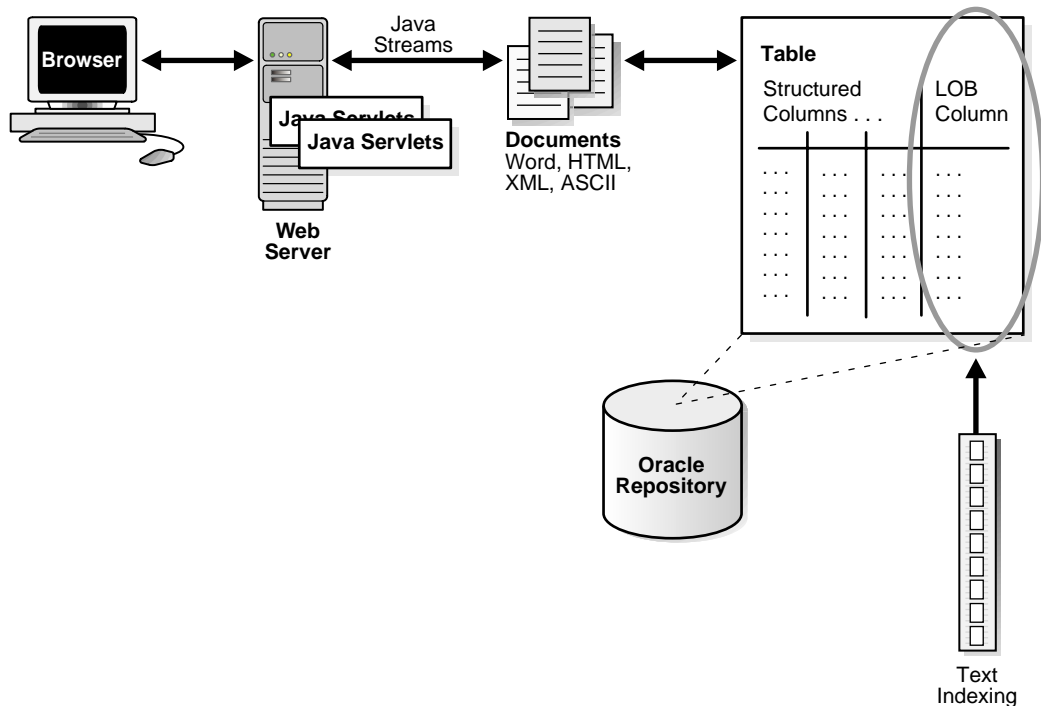 Browser
Java
Streams
Java Servlets
Java Servlets
Web
Server
Documents
Word, HTML,
XML, ASCII
Table
Structured
Columns . . .
LOB
Column
. . . . . . . . . . . .
. . . . . . . . . . . .
. . . . . . . . . . . .
. . . . . . . . . . . .
. . . . . . . . . . . .
. . . . . . . . . . . .
. . . . . . . . . . . .
Oracle
Repository
Text
Indexing